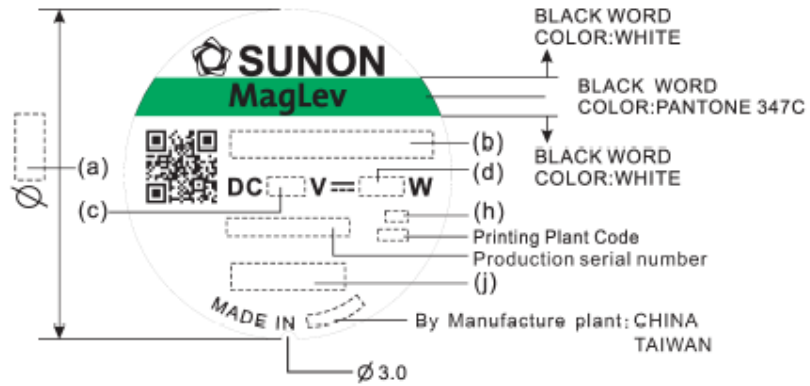 BLACK WORD
COLOR:WHITE
SUNON
MagLev
BLACK WORD
COLOR:PANTONE 347C
(a)
(b)
BLACK WORD
COLOR:WHITE
DC V⎓ W
(d)
(c)
(h)
Printing Plant Code
Production serial number
(j)
MADE IN
By Manufacture plant: CHINA
TAIWAN
Ø
Ø 3.0